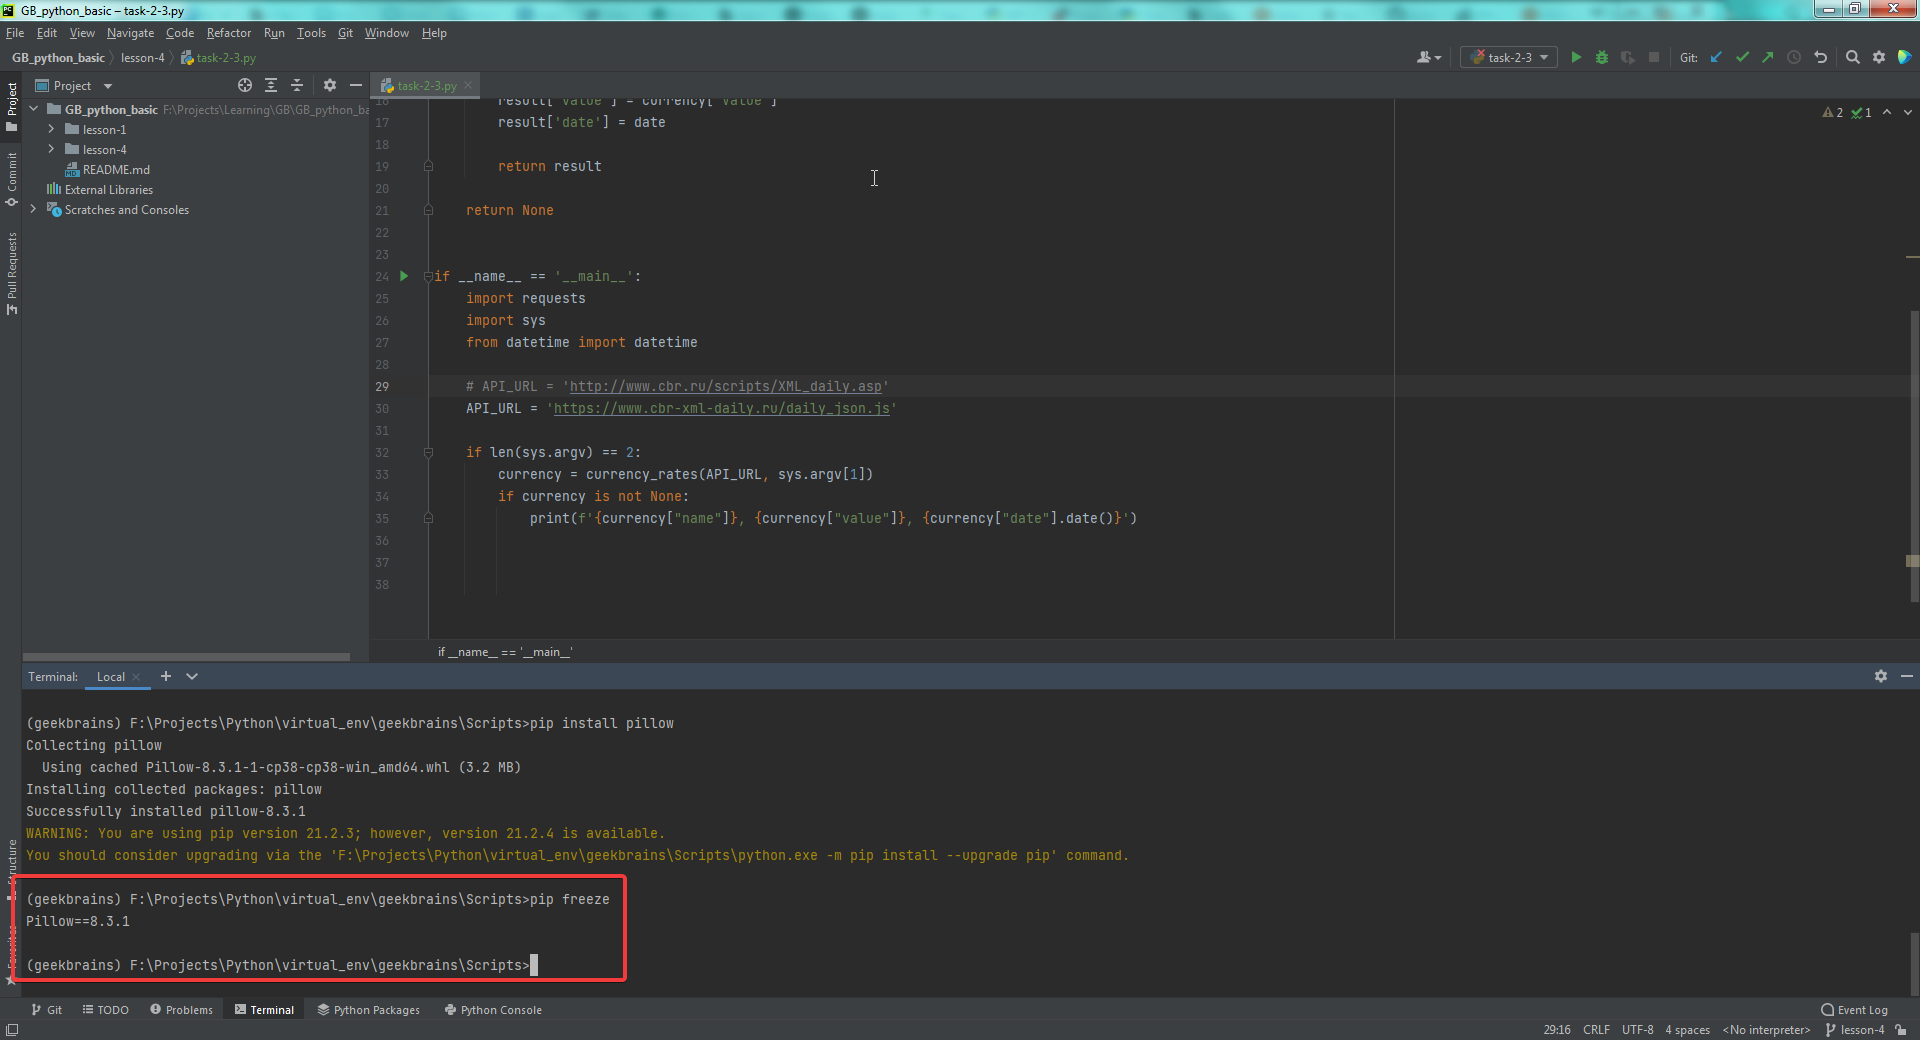 GB_python_basic – task-2-3.py
File Edit View Navigate Code Refactor Run Tools Git Window Help
GB_python_basic lesson-4 task-2-3.py
task-2-3
Git:
Project
task-2-3.py
GB_python_basic F:\Projects\Learning\GB\GB_python_ba
lesson-1
lesson-4
README.md
External Libraries
Scratches and Consoles
Project
Commit
Pull Requests
Structure
Favorites
2 1
16 result['value'] = currency['Value']
17 result['date'] = date
18
19 return result
20
21 return None
22
23
24 if __name__ == '__main__':
25 import requests
26 import sys
27 from datetime import datetime
28
29 # API_URL = 'http://www.cbr.ru/scripts/XML_daily.asp'
30 API_URL = 'https://www.cbr-xml-daily.ru/daily_json.js'
31
32 if len(sys.argv) == 2:
33 currency = currency_rates(API_URL, sys.argv[1])
34 if currency is not None:
35 print(f'{currency["name"]}, {currency["value"]}, {currency["date"].date()}')
36
37
38
if __name__ == '__main__'
Terminal: Local
(geekbrains) F:\Projects\Python\virtual_env\geekbrains\Scripts>pip install pillow
Collecting pillow
Using cached Pillow-8.3.1-1-cp38-cp38-win_amd64.whl (3.2 MB)
Installing collected packages: pillow
Successfully installed pillow-8.3.1
WARNING: You are using pip version 21.2.3; however, version 21.2.4 is available.
You should consider upgrading via the 'F:\Projects\Python\virtual_env\geekbrains\Scripts\python.exe -m pip install --upgrade pip' command.
(geekbrains) F:\Projects\Python\virtual_env\geekbrains\Scripts>pip freeze
Pillow==8.3.1
(geekbrains) F:\Projects\Python\virtual_env\geekbrains\Scripts>
Git TODO Problems Terminal Python Packages Python Console Event Log
29:16 CRLF UTF-8 4 spaces <No interpreter> lesson-4